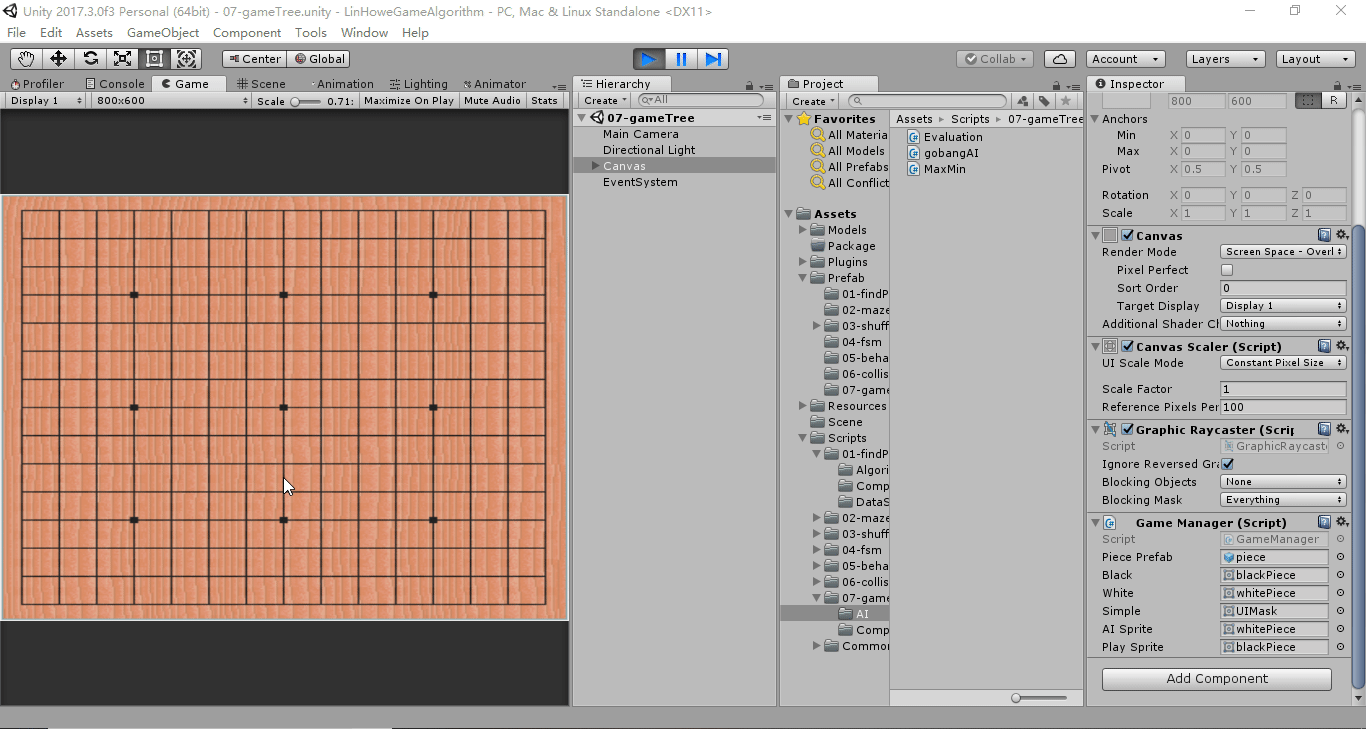 Unity 2017.3.0f3 Personal (64bit) - 07-gameTree.unity - LinHoweGameAlgorithm - PC, Mac & Linux Standalone <DX11>
File Edit Assets GameObject Component Tools Window Help
Center Global Collab Account Layers Layout
Profiler Console Game Scene Animation Lighting Animator
Display 1 800x600 Scale 0.71: Maximize On Play Mute Audio Stats
Hierarchy
Create All
07-gameTree
Main Camera
Directional Light
Canvas
EventSystem
Project
Create
Favorites
All Materia
All Models
All Prefabs
All Conflict
Assets
Models
Package
Plugins
Prefab
01-findP
02-maze
03-shuff
04-fsm
05-beha
06-collis
07-game
Resources
Scene
Scripts
01-findP
Algori
Comp
DataS
02-maze
03-shuff
04-fsm
05-beha
06-collis
07-game
AI
Comp
Common
Assets Scripts 07-gameTree
Evaluation
gobangAI
MaxMin
Inspector
800 600 R
Anchors
Min X 0 Y 0
Max X 0 Y 0
Pivot X 0.5 Y 0.5
Rotation X 0 Y 0 Z 0
Scale X 1 Y 1 Z 1
Canvas
Render Mode Screen Space - Overl
Pixel Perfect
Sort Order 0
Target Display Display 1
Additional Shader Cl Nothing
Canvas Scaler (Script)
UI Scale Mode Constant Pixel Size
Scale Factor 1
Reference Pixels Per 100
Graphic Raycaster (Scrip
Script GraphicRaycast
Ignore Reversed Gra
Blocking Objects None
Blocking Mask Everything
Game Manager (Script)
Script GameManager
Piece Prefab piece
Black blackPiece
White whitePiece
Simple UIMask
AI Sprite whitePiece
Play Sprite blackPiece
Add Component